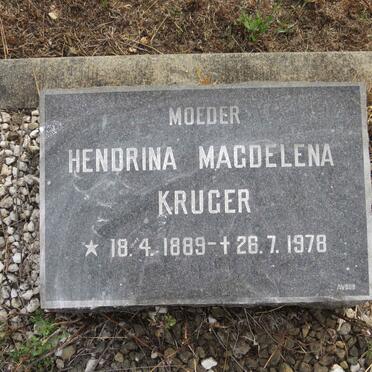 MOEDER
HENDRINA MAGDELENA
KRUGER
★ 18.4.1889-✝26.7.1978